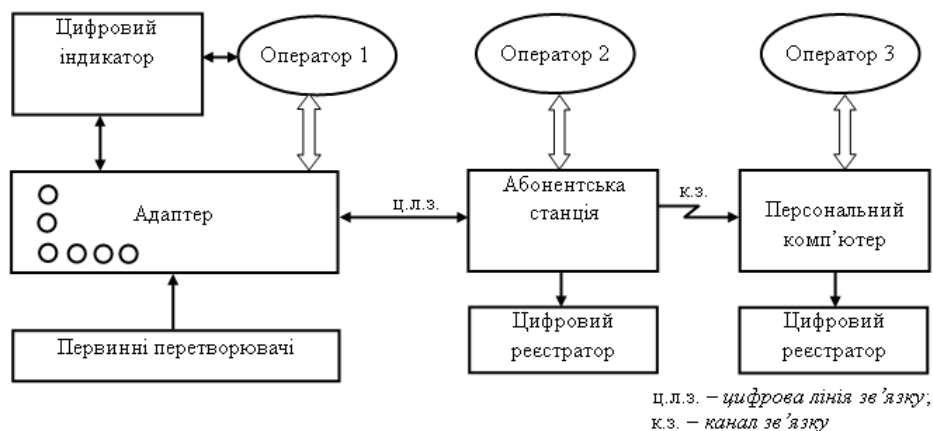 Цифровий
індикатор
Оператор 1
Оператор 2
Оператор 3
Адаптер
ц.л.з.
Абонентська
станція
к.з.
Персональний
комп’ютер
Первинні перетворювачі
Цифровий
реєстратор
Цифровий
реєстратор
ц.л.з. – цифрова лінія зв’язку;
к.з. – канал зв’язку